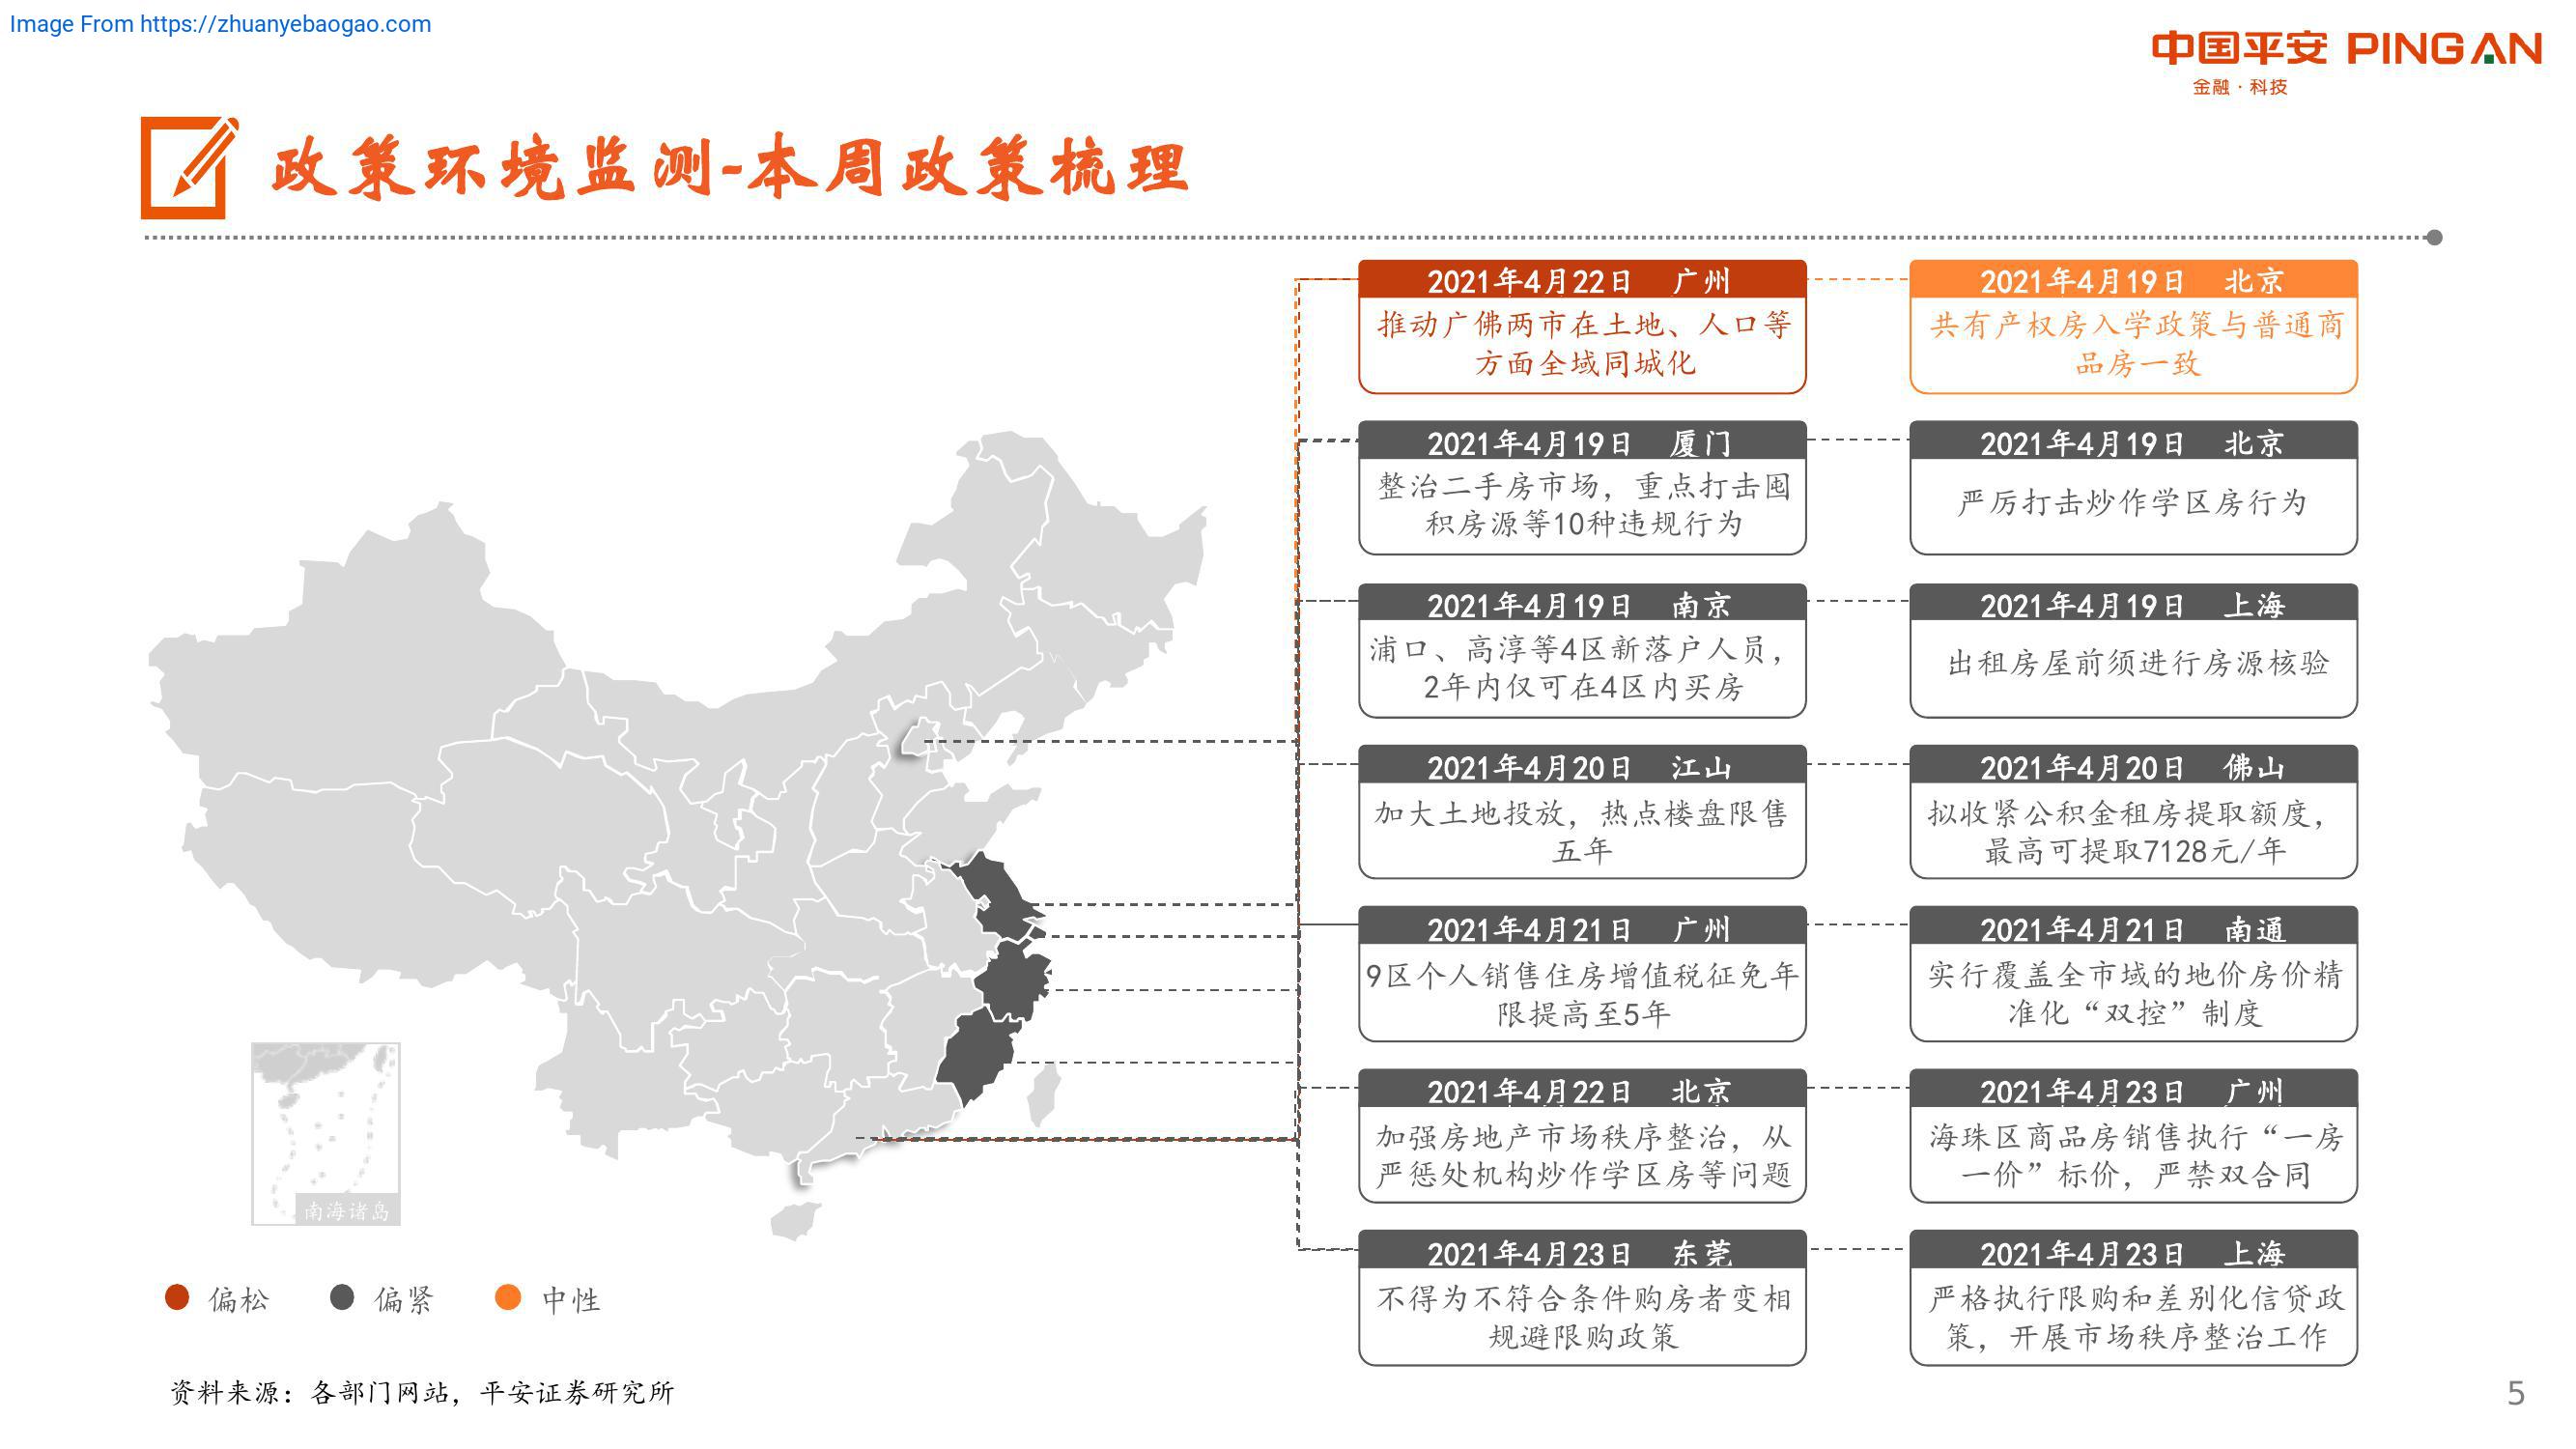 Image From https://zhuanyebaogao.com
中国平安 PINGAN
金融·科技
政策环境监测-本周政策梳理
2021年4月22日 广州
推动广佛两市在土地、人口等
方面全域同城化
2021年4月19日 北京
共有产权房入学政策与普通商
品房一致
2021年4月19日 厦门
整治二手房市场，重点打击囤
积房源等10种违规行为
2021年4月19日 北京
严厉打击炒作学区房行为
2021年4月19日 南京
浦口、高淳等4区新落户人员，
2年内仅可在4区内买房
2021年4月19日 上海
出租房屋前须进行房源核验
2021年4月20日 江山
加大土地投放，热点楼盘限售
五年
2021年4月20日 佛山
拟收紧公积金租房提取额度，
最高可提取7128元/年
2021年4月21日 广州
9区个人销售住房增值税征免年
限提高至5年
2021年4月21日 南通
实行覆盖全市域的地价房价精
准化“双控”制度
2021年4月22日 北京
加强房地产市场秩序整治，从
严惩处机构炒作学区房等问题
2021年4月23日 广州
海珠区商品房销售执行“一房
一价”标价，严禁双合同
2021年4月23日 东莞
不得为不符合条件购房者变相
规避限购政策
2021年4月23日 上海
严格执行限购和差别化信贷政
策，开展市场秩序整治工作
南海诸岛
偏松 偏紧 中性
资料来源：各部门网站，平安证券研究所
5